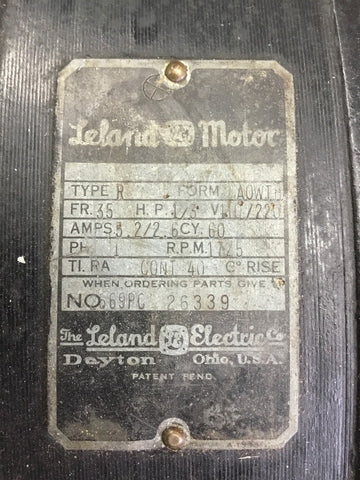 Leland Motor
TYPE R FORM AOWT
FR. 35 H.P. 1/3 V. 110/220
AMPS. 5.2/2.6 CY. 60
PH 1 R.P.M. 1725
TI. RA CONT 40 C° RISE
WHEN ORDERING PARTS GIVE
NO. 569PC 26339
The Leland Electric Co
Dayton Ohio, U.S.A.
PATENT PEND.